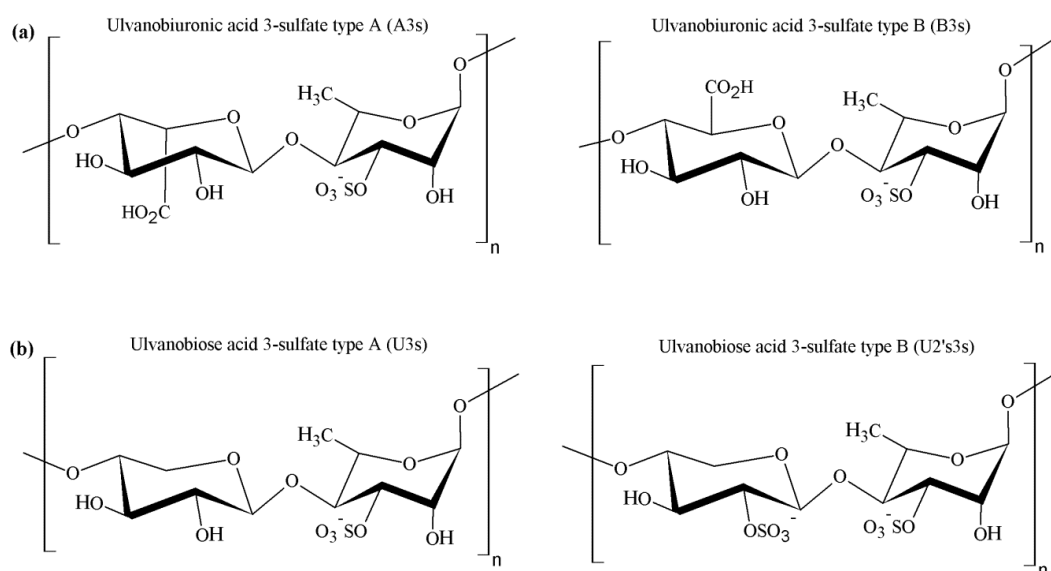 (a)
Ulvanobiuronic acid 3-sulfate type A (A3s)
O
H₃C
O
O
O
O
HO
OH
O₃⁻SO
OH
HO₂C
n
Ulvanobiuronic acid 3-sulfate type B (B3s)
O
CO₂H
H₃C
O
O
O
O
HO
OH
O₃⁻SO
OH
n
(b)
Ulvanobiose acid 3-sulfate type A (U3s)
O
H₃C
O
O
O
O
HO
OH
O₃⁻SO
OH
n
Ulvanobiose acid 3-sulfate type B (U2's3s)
O
H₃C
O
O
O
O
HO
OSO₃⁻
O₃⁻SO
OH
n